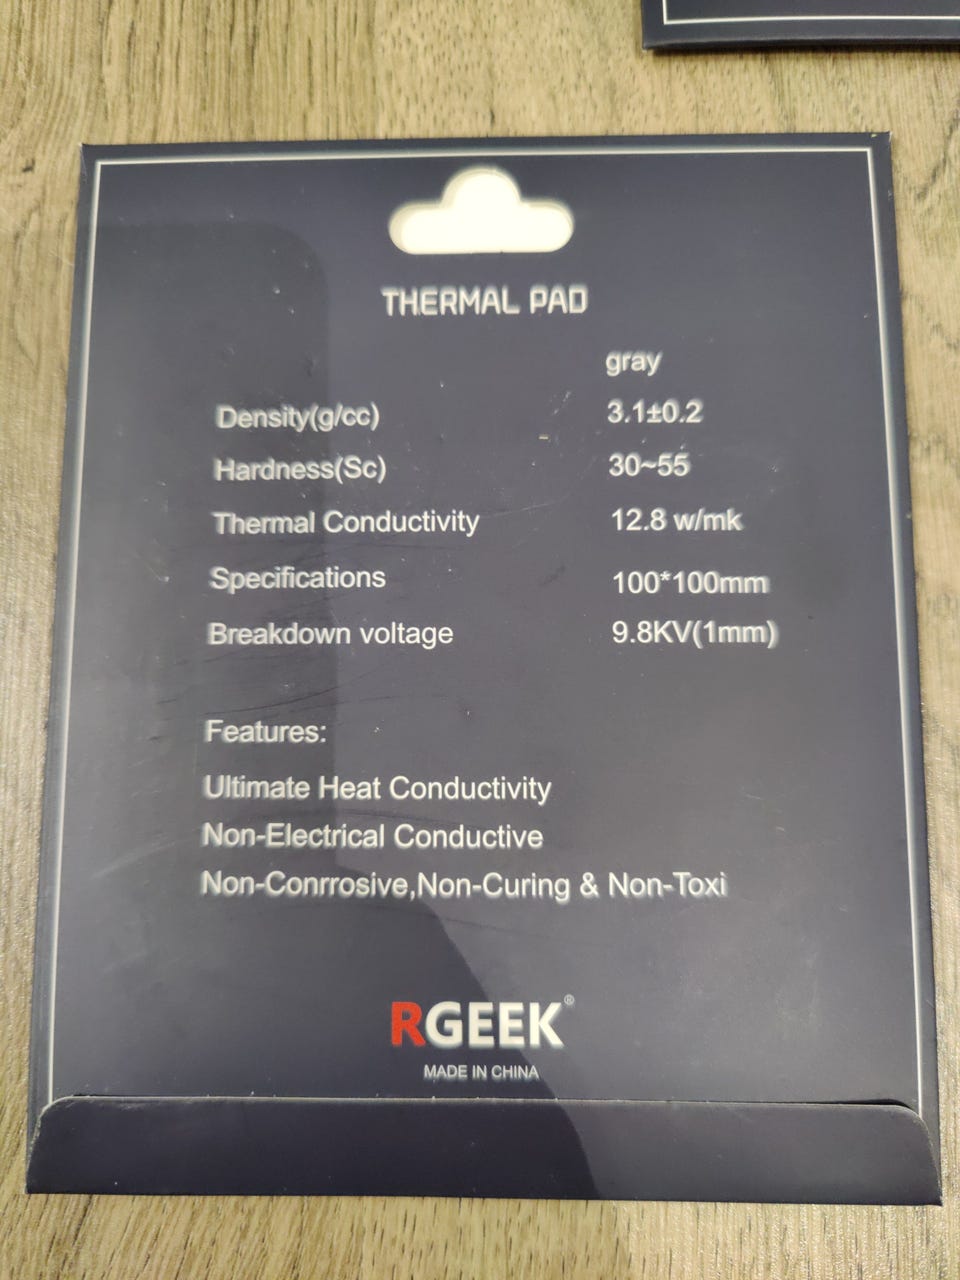 THERMAL PAD
gray
Density(g/cc) 3.1±0.2
Hardness(Sc) 30~55
Thermal Conductivity 12.8 w/mk
Specifications 100*100mm
Breakdown voltage 9.8KV(1mm)
Features:
Ultimate Heat Conductivity
Non-Electrical Conductive
Non-Conrrosive,Non-Curing & Non-Toxi
RGEEK®
MADE IN CHINA